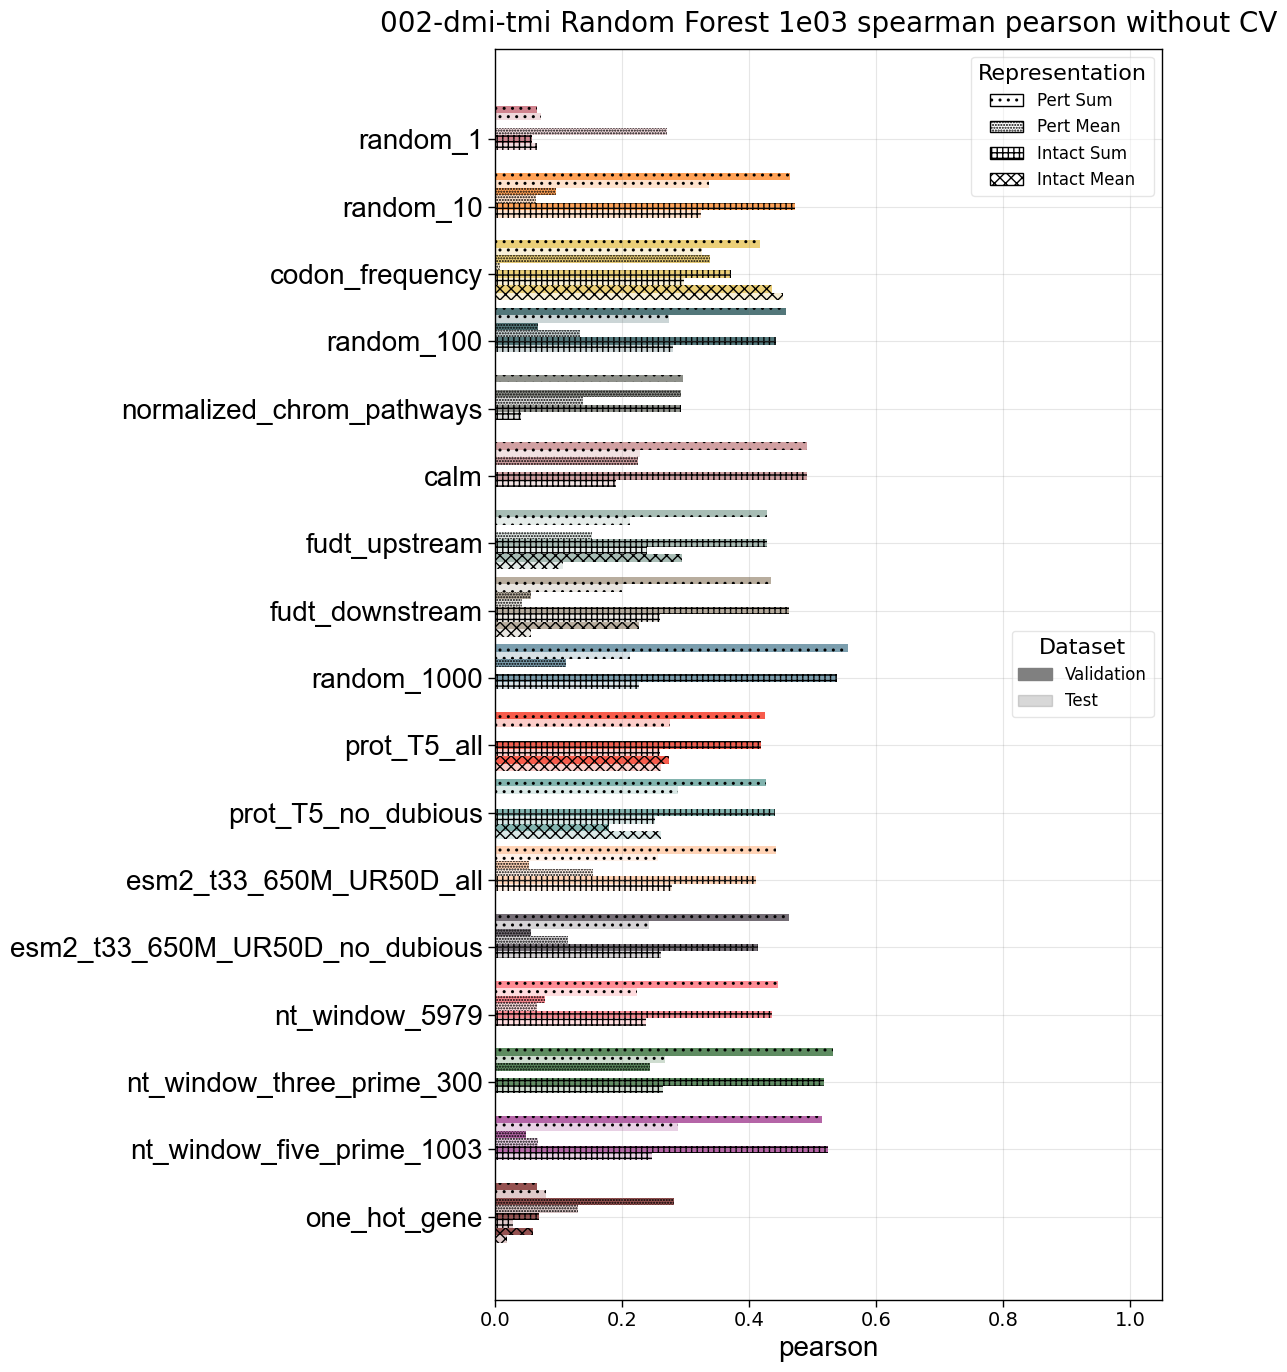 002-dmi-tmi Random Forest 1e03 spearman pearson without CV
Representation
Pert Sum
Pert Mean
Intact Sum
Intact Mean
random_1
random_10
codon_frequency
random_100
normalized_chrom_pathways
calm
fudt_upstream
fudt_downstream
random_1000
prot_T5_all
prot_T5_no_dubious
esm2_t33_650M_UR50D_all
esm2_t33_650M_UR50D_no_dubious
nt_window_5979
nt_window_three_prime_300
nt_window_five_prime_1003
one_hot_gene
Dataset
Validation
Test
0.0 0.2 0.4 0.6 0.8 1.0
pearson